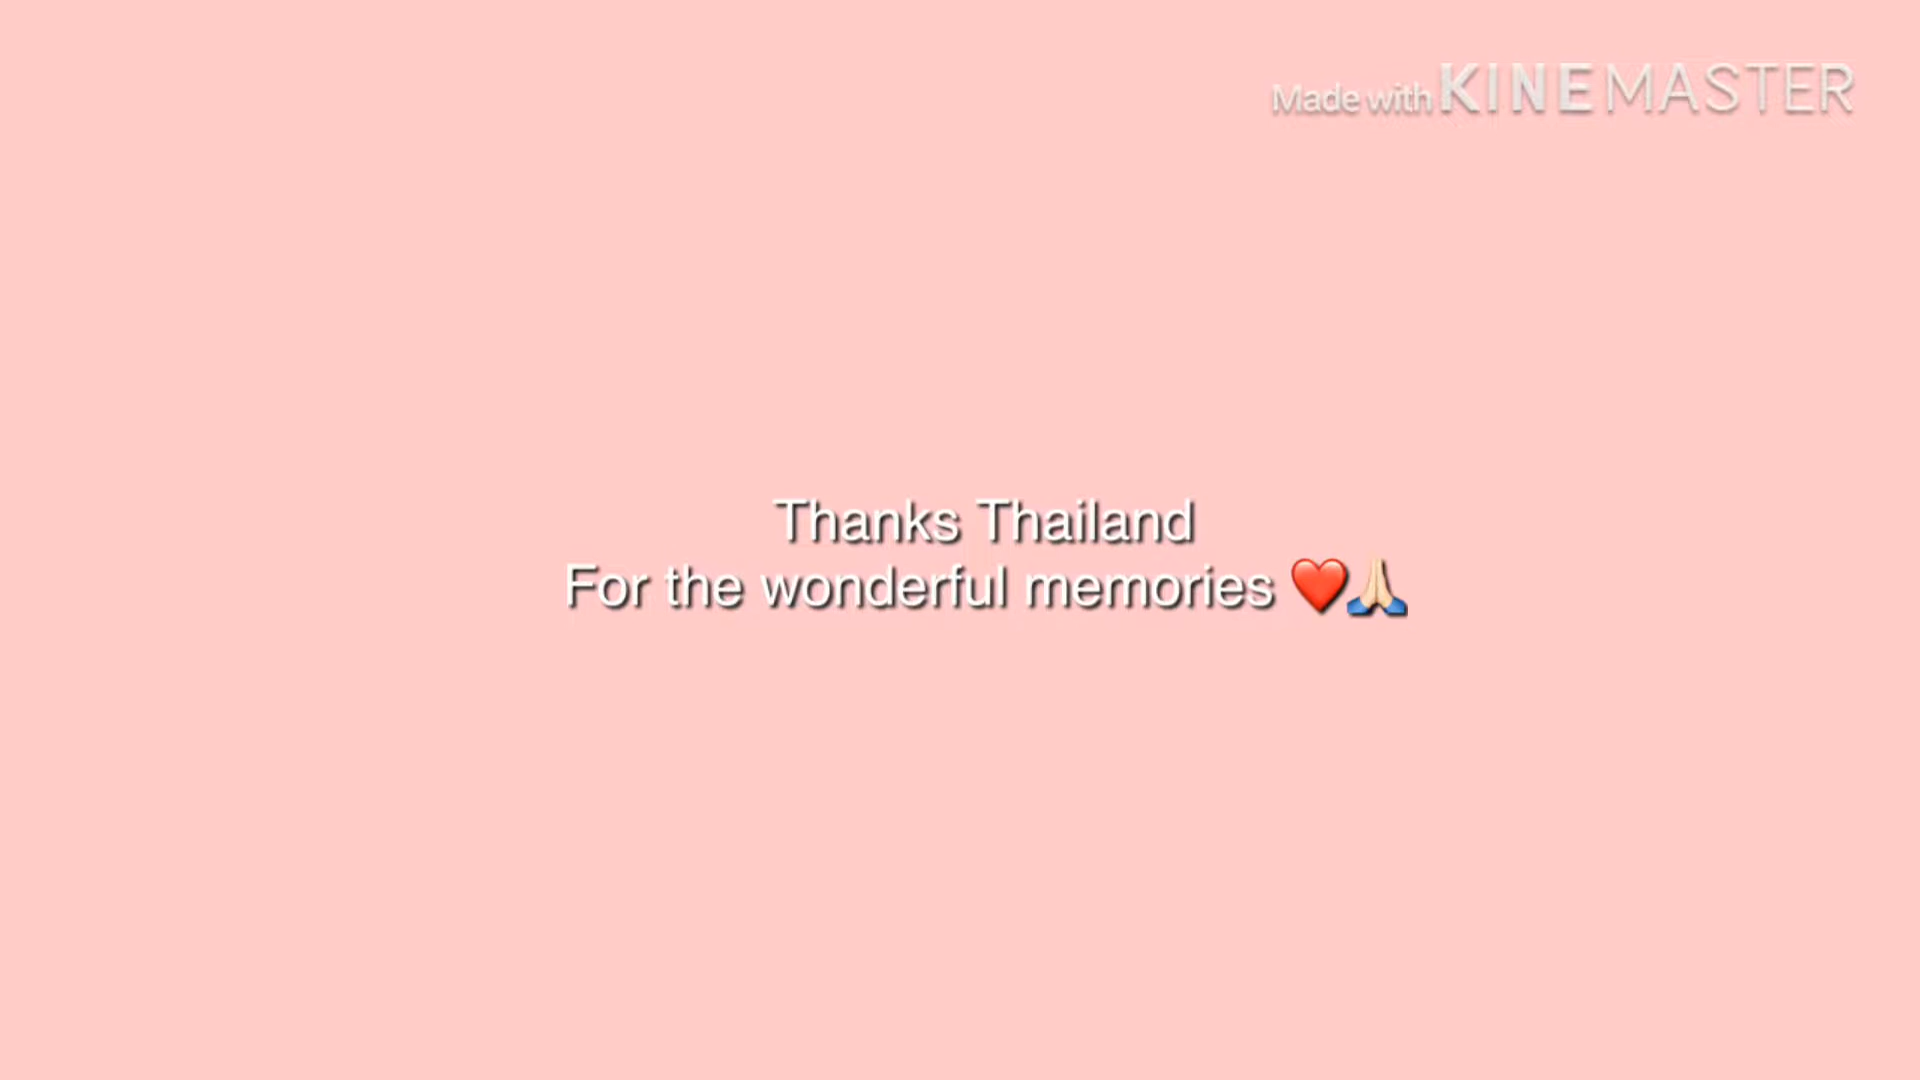 Made with KINEMASTER
Thanks Thailand
For the wonderful memories ❤️🙏🏻